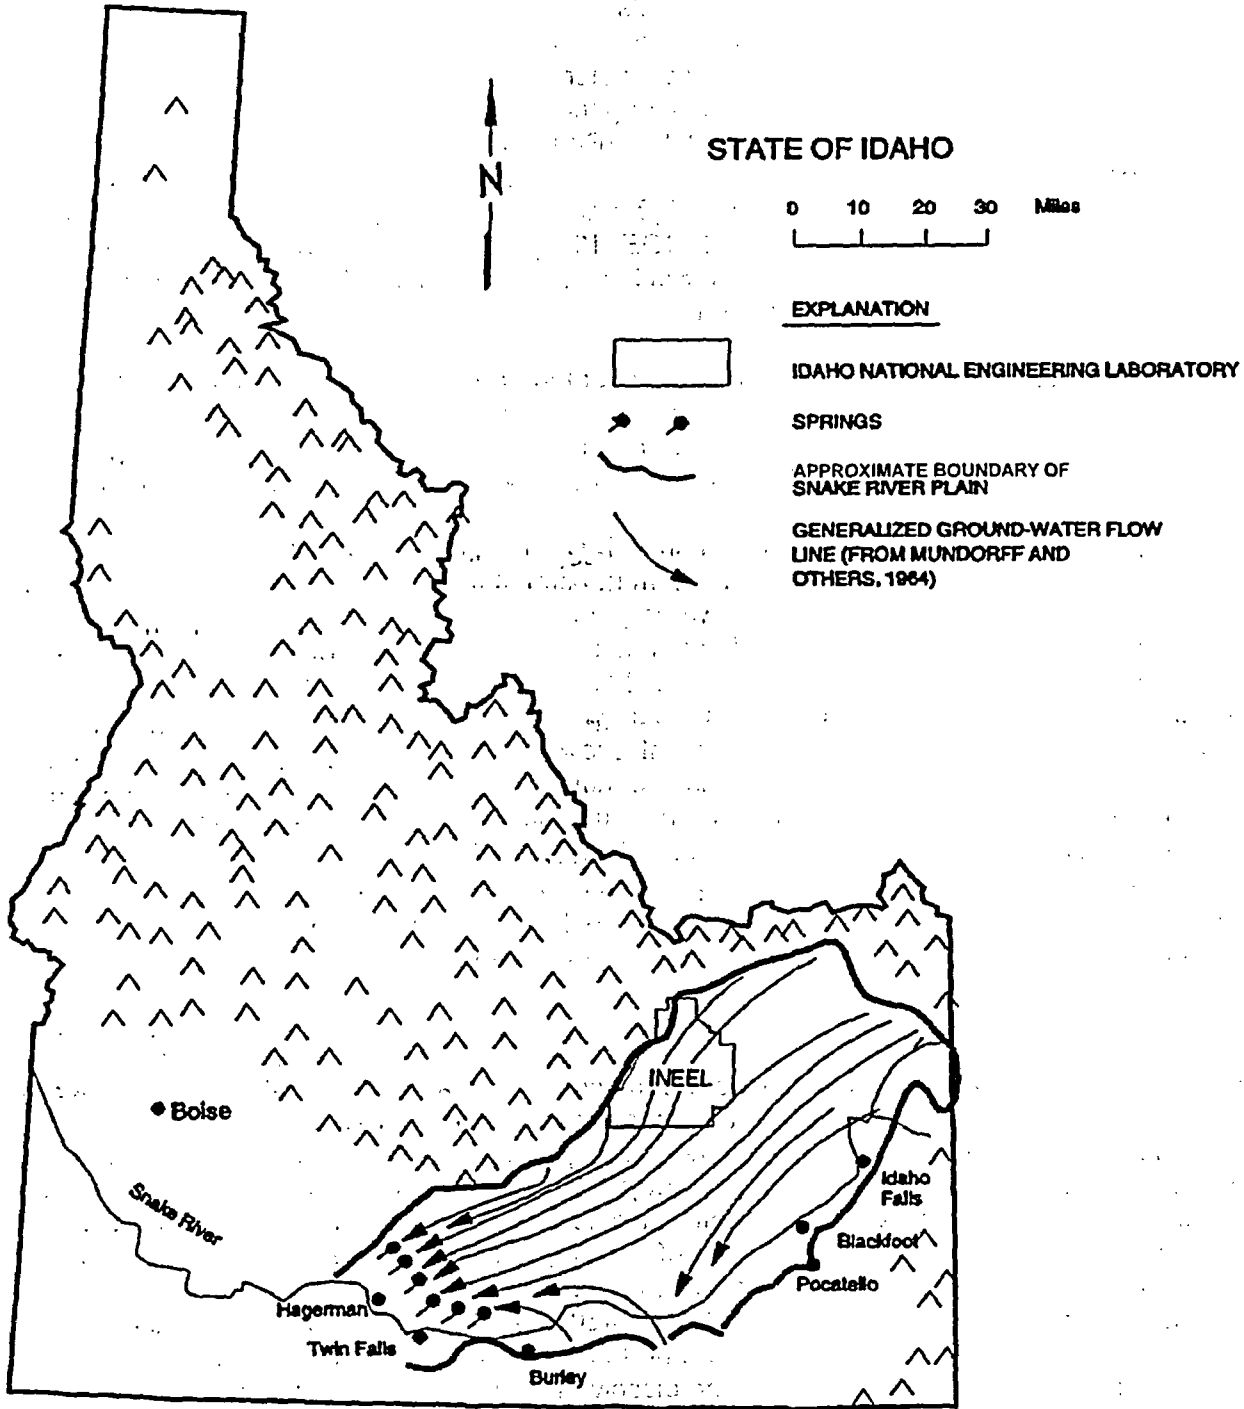 STATE OF IDAHO
N
0 10 20 30 Miles
EXPLANATION
IDAHO NATIONAL ENGINEERING LABORATORY
SPRINGS
APPROXIMATE BOUNDARY OF
SNAKE RIVER PLAIN
GENERALIZED GROUND-WATER FLOW
LINE (FROM MUNDORFF AND
OTHERS, 1964)
INEEL
Boise
Idaho
Falls
Snake River
Blackfoot
Pocatello
Hagerman
Twin Falls
Burley